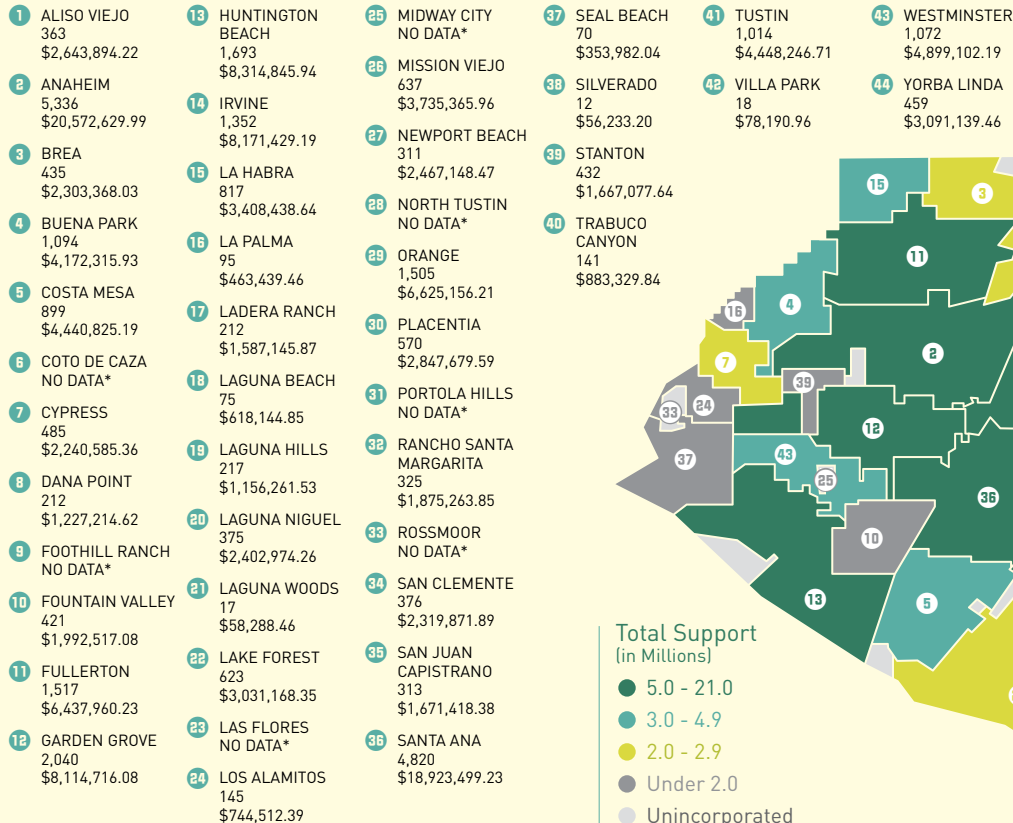 1 ALISO VIEJO
363
$2,643,894.22
2 ANAHEIM
5,336
$20,572,629.99
3 BREA
435
$2,303,368.03
4 BUENA PARK
1,094
$4,172,315.93
5 COSTA MESA
899
$4,440,825.19
6 COTO DE CAZA
NO DATA*
7 CYPRESS
485
$2,240,585.36
8 DANA POINT
212
$1,227,214.62
9 FOOTHILL RANCH
NO DATA*
10 FOUNTAIN VALLEY
421
$1,992,517.08
11 FULLERTON
1,517
$6,437,960.23
12 GARDEN GROVE
2,040
$8,114,716.08
13 HUNTINGTON
BEACH
1,693
$8,314,845.94
14 IRVINE
1,352
$8,171,429.19
15 LA HABRA
817
$3,408,438.64
16 LA PALMA
95
$463,439.46
17 LADERA RANCH
212
$1,587,145.87
18 LAGUNA BEACH
75
$618,144.85
19 LAGUNA HILLS
217
$1,156,261.53
20 LAGUNA NIGUEL
375
$2,402,974.26
21 LAGUNA WOODS
17
$58,288.46
22 LAKE FOREST
623
$3,031,168.35
23 LAS FLORES
NO DATA*
24 LOS ALAMITOS
145
$744,512.39
25 MIDWAY CITY
NO DATA*
26 MISSION VIEJO
637
$3,735,365.96
27 NEWPORT BEACH
311
$2,467,148.47
28 NORTH TUSTIN
NO DATA*
29 ORANGE
1,505
$6,625,156.21
30 PLACENTIA
570
$2,847,679.59
31 PORTOLA HILLS
NO DATA*
32 RANCHO SANTA
MARGARITA
325
$1,875,263.85
33 ROSSMOOR
NO DATA*
34 SAN CLEMENTE
376
$2,319,871.89
35 SAN JUAN
CAPISTRANO
313
$1,671,418.38
36 SANTA ANA
4,820
$18,923,499.23
37 SEAL BEACH
70
$353,982.04
38 SILVERADO
12
$56,233.20
39 STANTON
432
$1,667,077.64
40 TRABUCO
CANYON
141
$883,329.84
41 TUSTIN
1,014
$4,448,246.71
42 VILLA PARK
18
$78,190.96
43 WESTMINSTER
1,072
$4,899,102.19
44 YORBA LINDA
459
$3,091,139.46
15
3
11
4
16
2
7
39
24
33
12
43
37
25
36
10
13
5
Total Support
(in Millions)
5.0 - 21.0
3.0 - 4.9
2.0 - 2.9
Under 2.0
Unincorporated